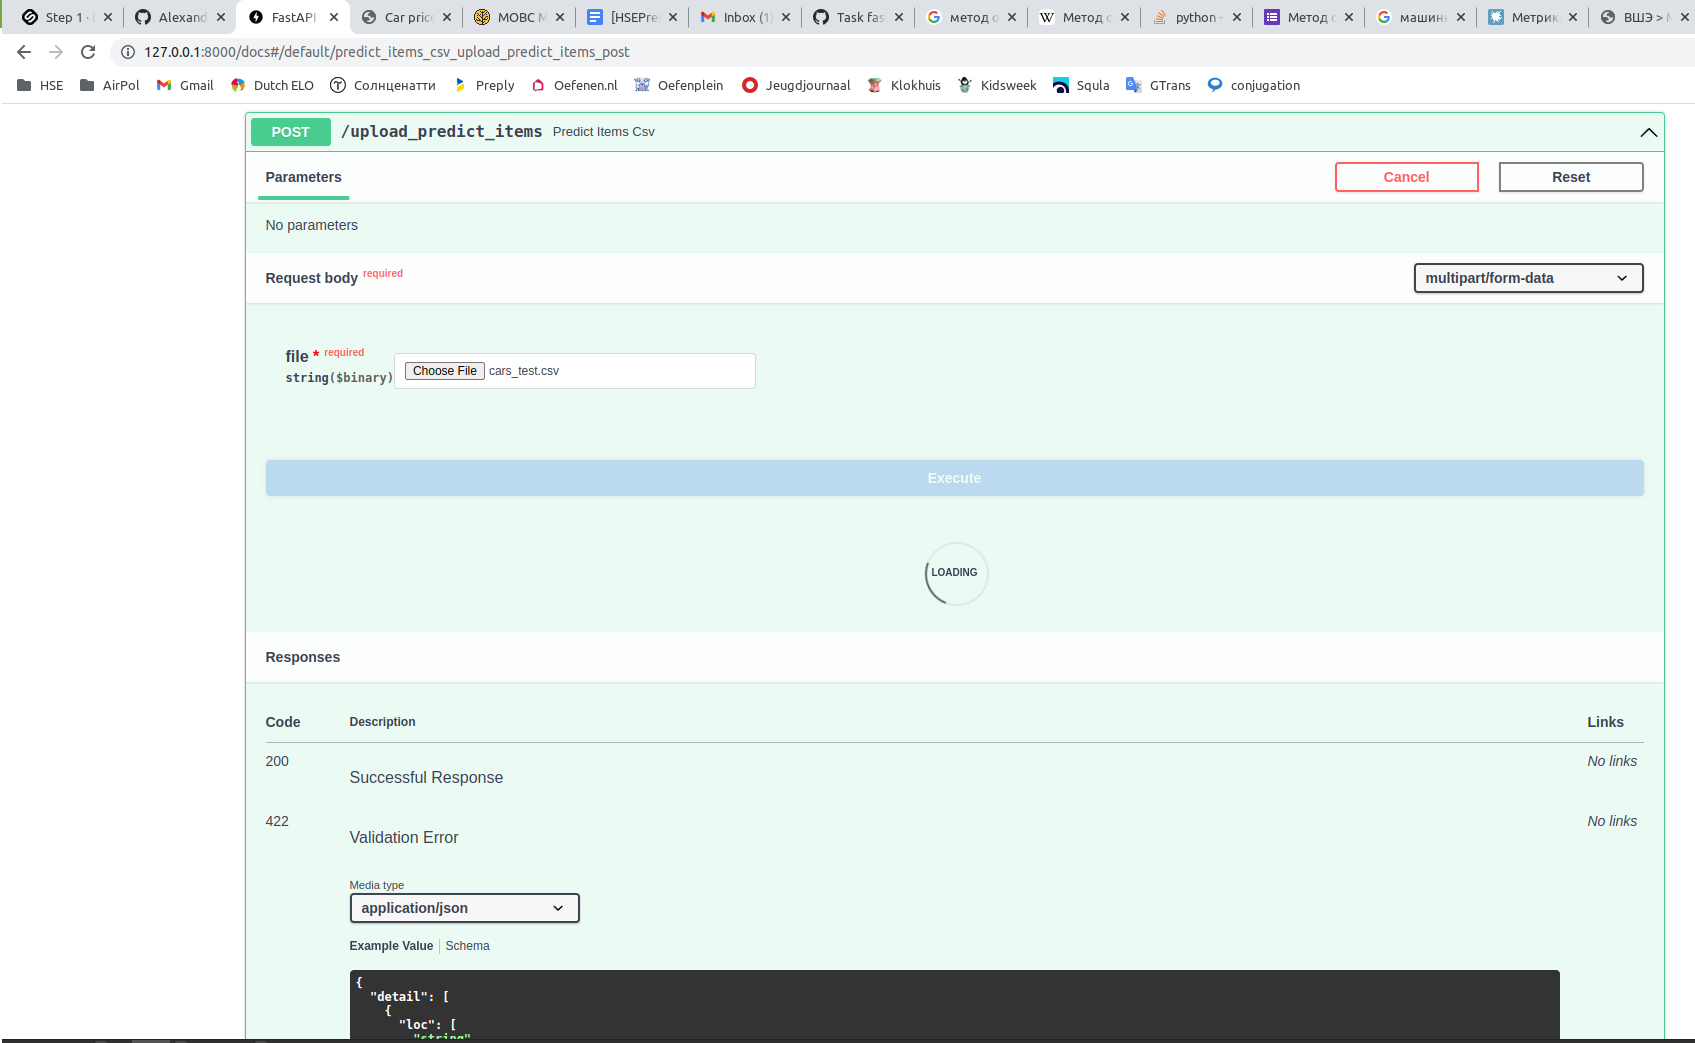 Step 1 · Alexand FastAPI Car pric MOBC M [HSEPre Inbox (1) Task fas метод о Метод о python - Метод о машин Метрик ВШЭ >
127.0.0.1:8000/docs#/default/predict_items_csv_upload_predict_items_post
HSE AirPol Gmail Dutch ELO Солнценатти Preply Oefenen.nl Oefenplein Jeugdjournaal Klokhuis Kidsweek Squla GTrans conjugation
POST /upload_predict_items Predict Items Csv
Parameters Cancel Reset
No parameters
Request body required multipart/form-data
file * required
string($binary) Choose File cars_test.csv
Execute
LOADING
Responses
Code Description Links
200 No links
Successful Response
422 No links
Validation Error
Media type
application/json
Example Value Schema
{
"detail": [
{
"loc": [
"string"